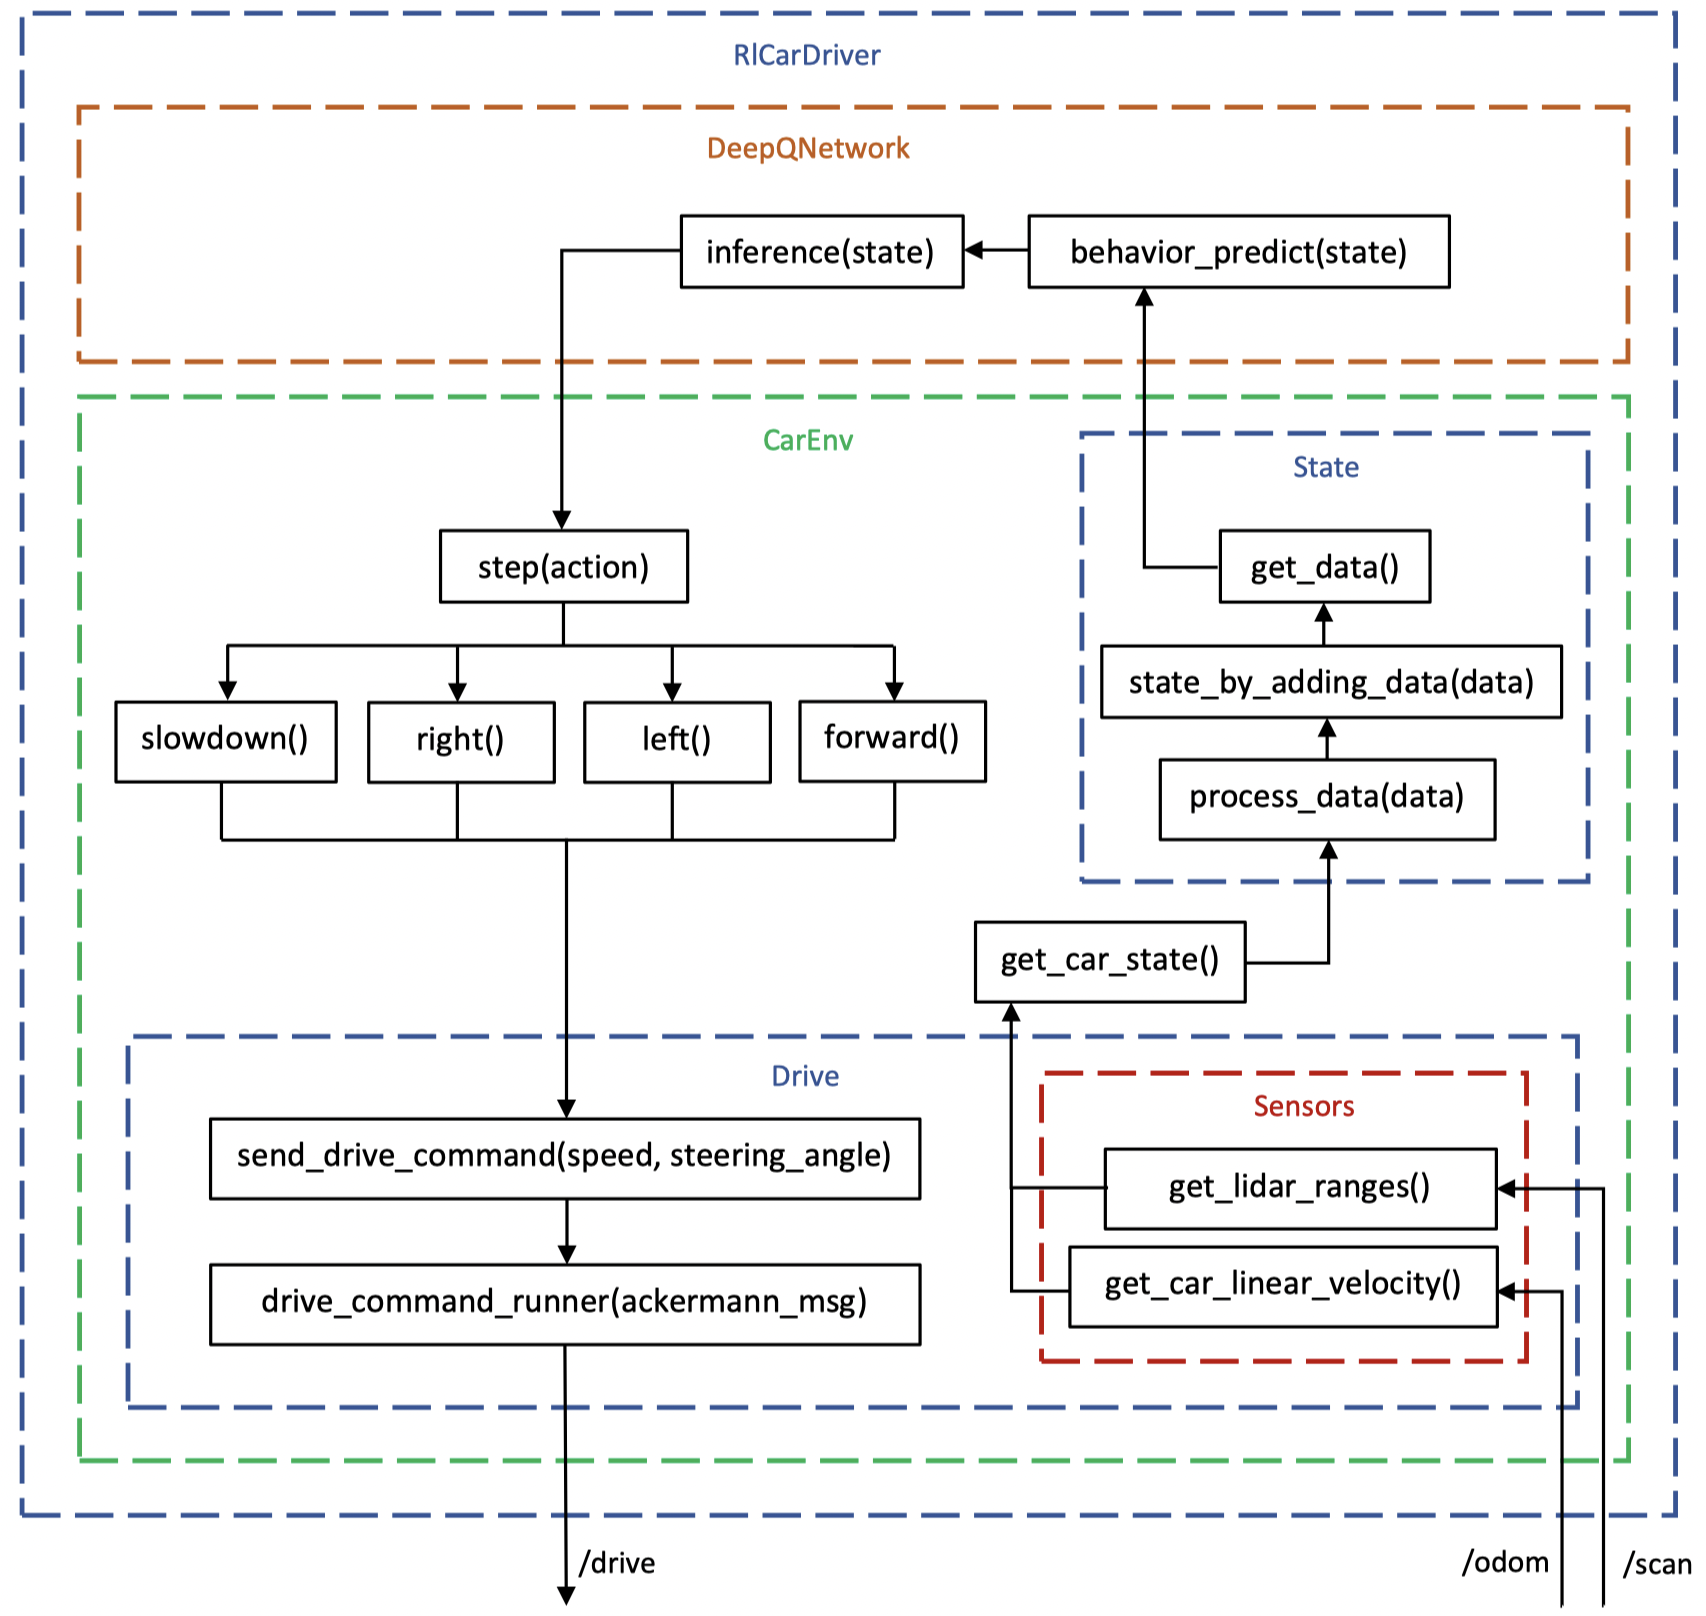 RlCarDriver
DeepQNetwork
inference(state)
behavior_predict(state)
CarEnv
State
step(action)
get_data()
state_by_adding_data(data)
slowdown()
right()
left()
forward()
process_data(data)
get_car_state()
Drive
Sensors
send_drive_command(speed, steering_angle)
get_lidar_ranges()
drive_command_runner(ackermann_msg)
get_car_linear_velocity()
/drive
/odom
/scan